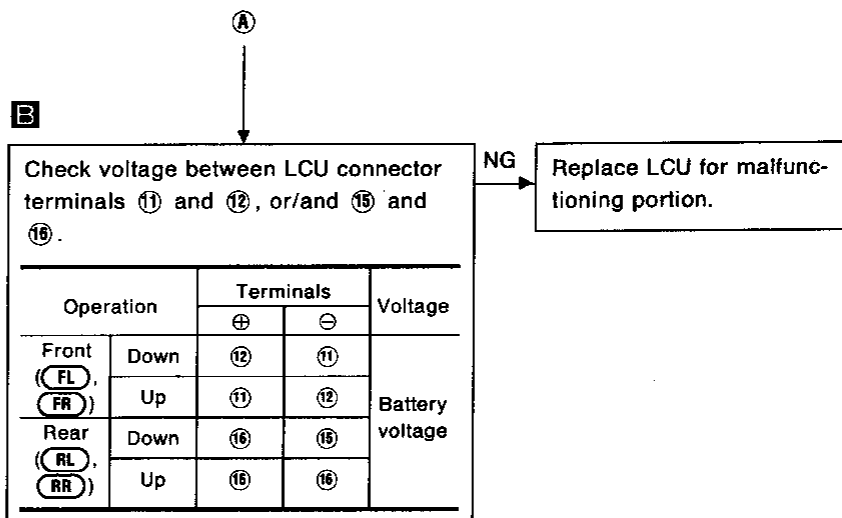 Ⓐ
B
Check voltage between LCU connector
terminals ⑪ and ⑫, or/and ⑮ and
⑯.
NG
Replace LCU for malfunc-
tioning portion.
Operation Terminals Voltage
⊕ ⊖
Front
(FL,
FR)
Down ⑫ ⑪
Up ⑪ ⑫
Battery
voltage
Rear
(RL,
RR)
Down ⑯ ⑮
Up ⑮ ⑯